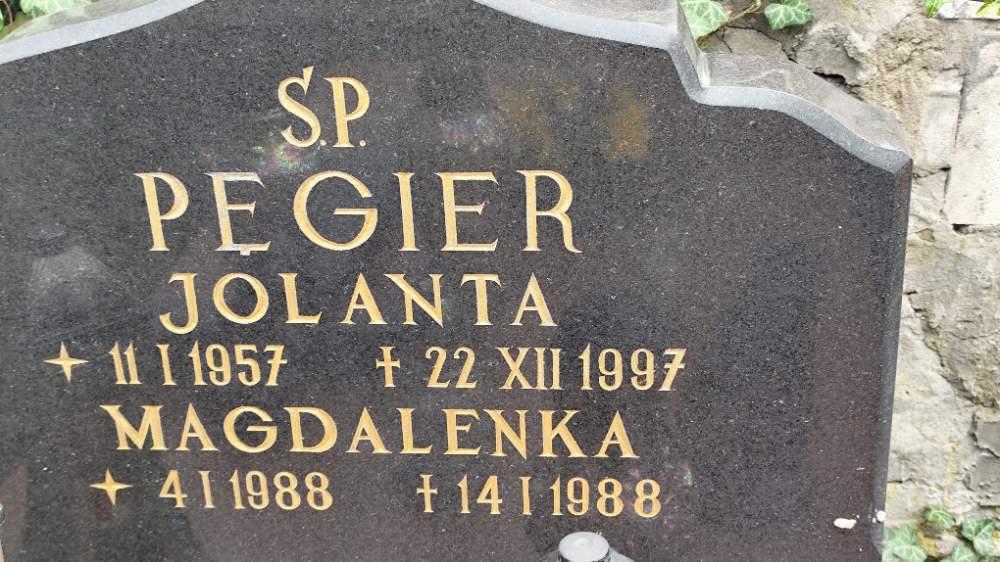 Ś.P.
PĘGIER
JOLANTA
✦ 11 I 1957 ✝ 22 XII 1997
MAGDALENKA
✦ 4 I 1988 ✝ 14 I 1988